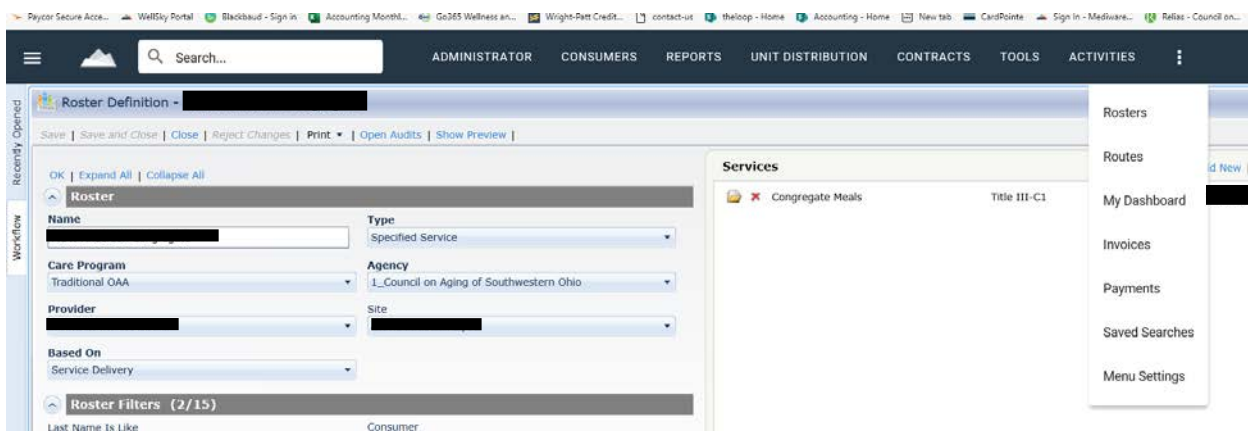 Paycor Secure Acce... WellSky Portal Blackbaud - Sign in Accounting Monthl... Go365 Wellness an... Wright-Patt Credit... contact-us theloop - Home Accounting - Home New tab CardPointe Sign In - Mediware... Relias - Council on...
Search... ADMINISTRATOR CONSUMERS REPORTS UNIT DISTRIBUTION CONTRACTS TOOLS ACTIVITIES
Recently Opened
Workflow
Roster Definition -
Save | Save and Close | Close | Reject Changes | Print | Open Audits | Show Preview |
OK | Expand All | Collapse All
Roster
Name Type
Specified Service
Care Program Agency
Traditional OAA 1_Council on Aging of Southwestern Ohio
Provider Site
Based On
Service Delivery
Roster Filters (2/15)
Last Name Is Like Consumer
Services
New |
Congregate Meals Title III-C1
Rosters
Routes
My Dashboard
Invoices
Payments
Saved Searches
Menu Settings